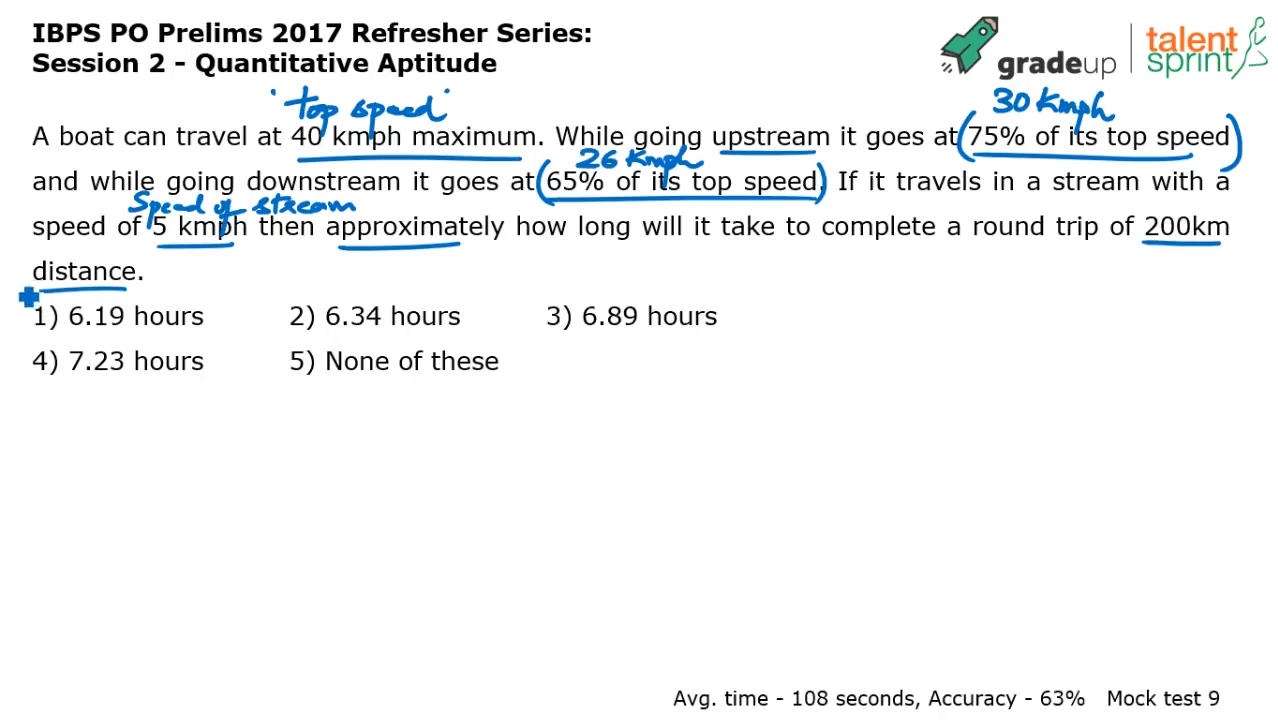 IBPS PO Prelims 2017 Refresher Series:
Session 2 - Quantitative Aptitude
gradeup
talent
sprint
'top speed'
30 Kmph
A boat can travel at 40 kmph maximum. While going upstream it goes at (75% of its top speed)
26 Kmph
and while going downstream it goes at (65% of its top speed). If it travels in a stream with a
Speed of stream
speed of 5 kmph then approximately how long will it take to complete a round trip of 200km
distance.
1) 6.19 hours 2) 6.34 hours 3) 6.89 hours
4) 7.23 hours 5) None of these
Avg. time - 108 seconds, Accuracy - 63% Mock test 9